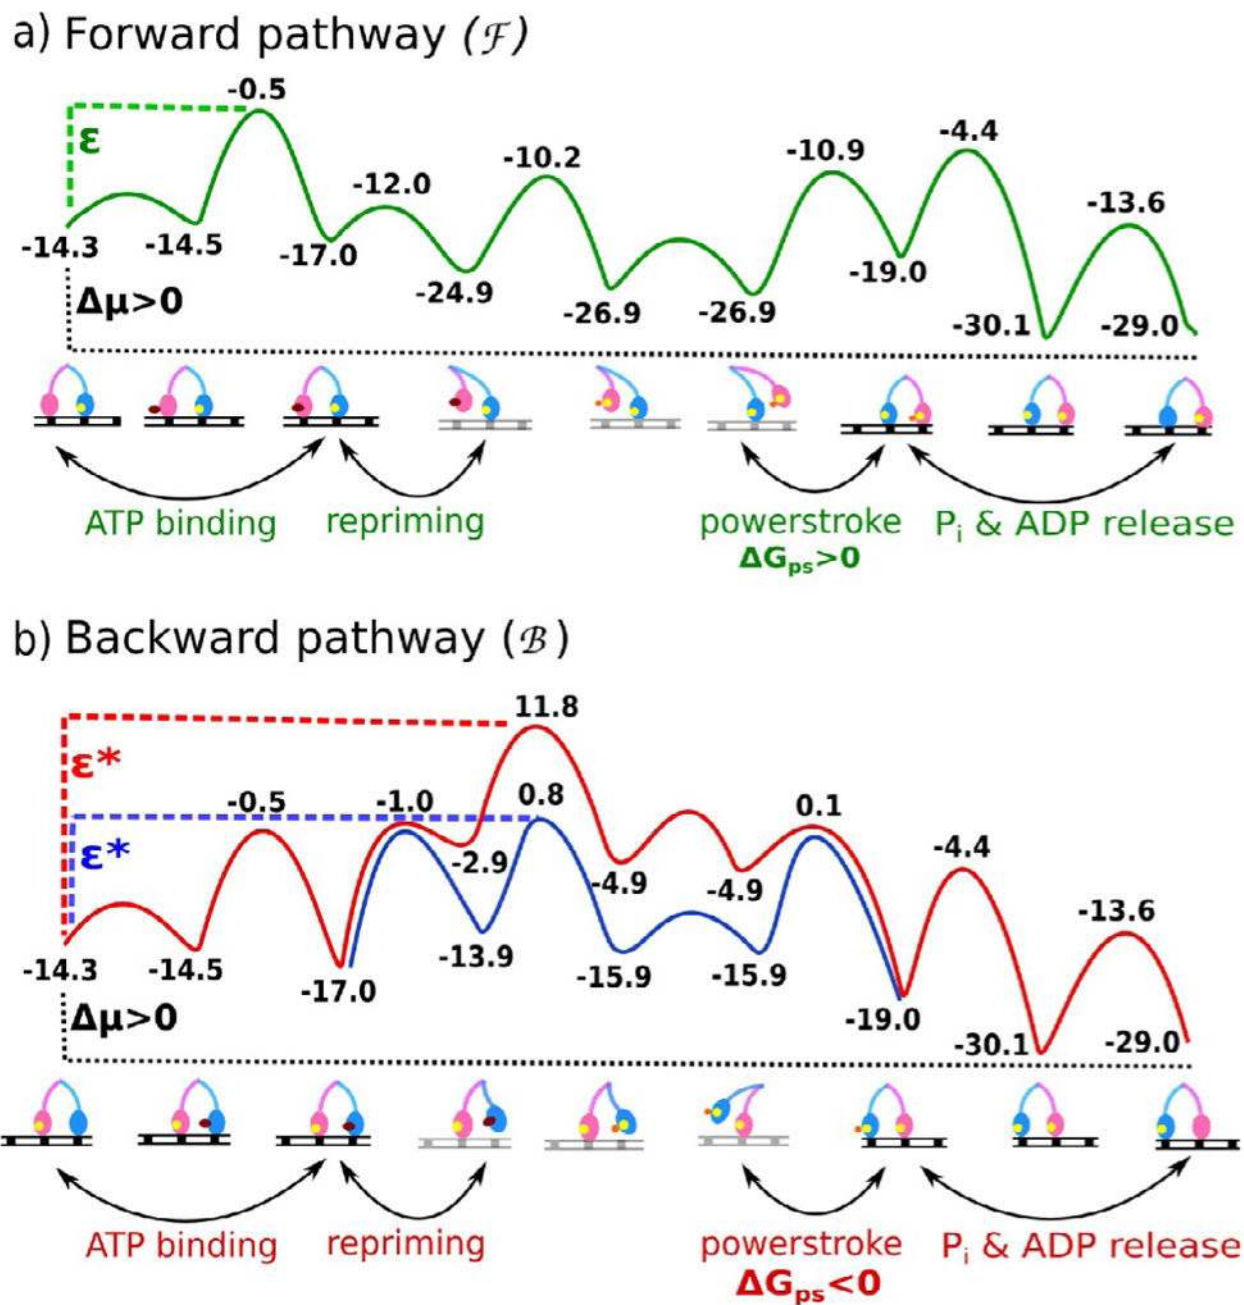 a) Forward pathway (ℱ)
-0.5
ε
-4.4
-10.2
-10.9
-12.0
-13.6
-14.3
-14.5
-17.0
-19.0
-24.9
-26.9
-26.9
-30.1
-29.0
Δμ>0
ATP binding
repriming
powerstroke
P_i & ADP release
ΔG_ps>0
b) Backward pathway (ℬ)
11.8
ε*
-0.5
-1.0
0.8
0.1
ε*
-2.9
-4.9
-4.9
-4.4
-13.6
-14.3
-14.5
-13.9
-17.0
-15.9
-15.9
-19.0
-30.1
-29.0
Δμ>0
ATP binding
repriming
powerstroke
P_i & ADP release
ΔG_ps<0